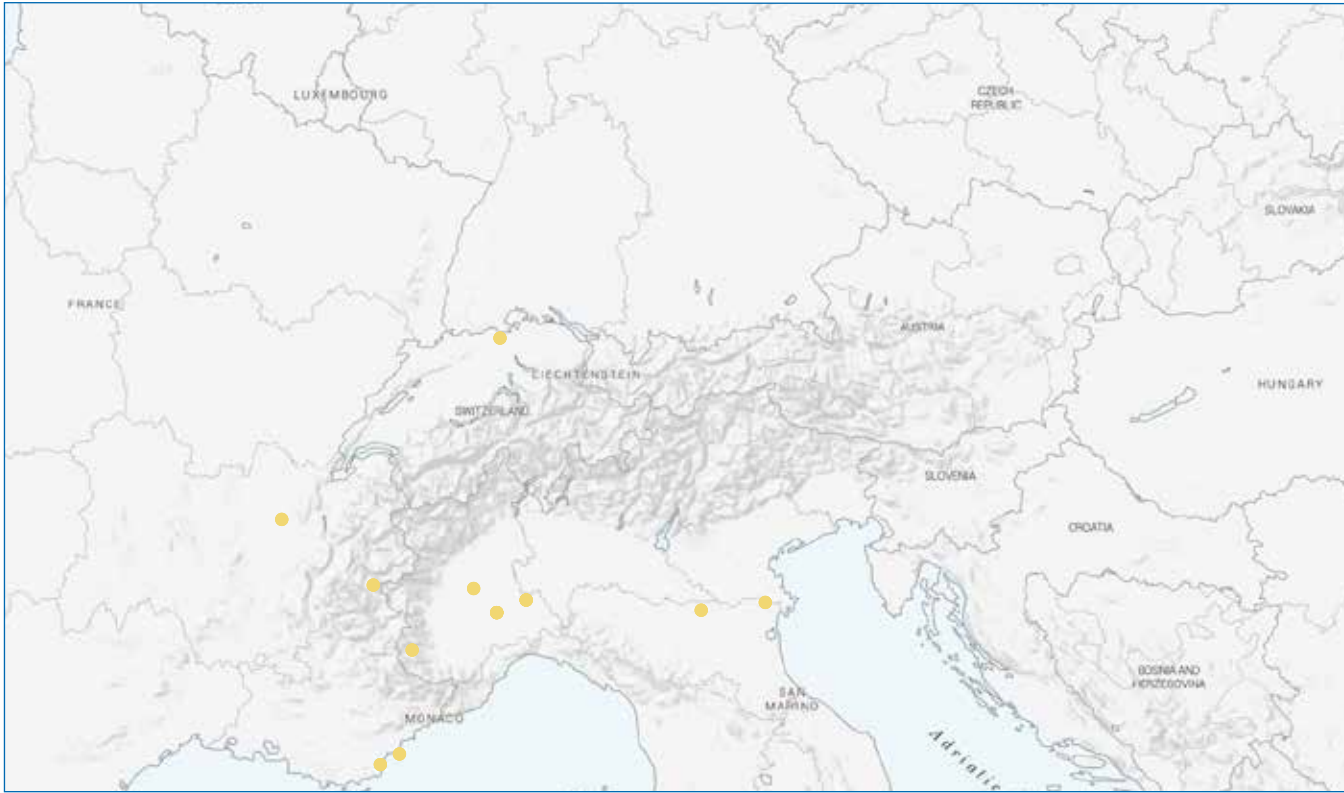 LUXEMBOURG
CZECH
REPUBLIC
SLOVAKIA
FRANCE
AUSTRIA
LIECHTENSTEIN
HUNGARY
SWITZERLAND
SLOVENIA
CROATIA
BOSNIA AND
HERZEGOVINA
SAN
MARINO
MONACO
Adriatic